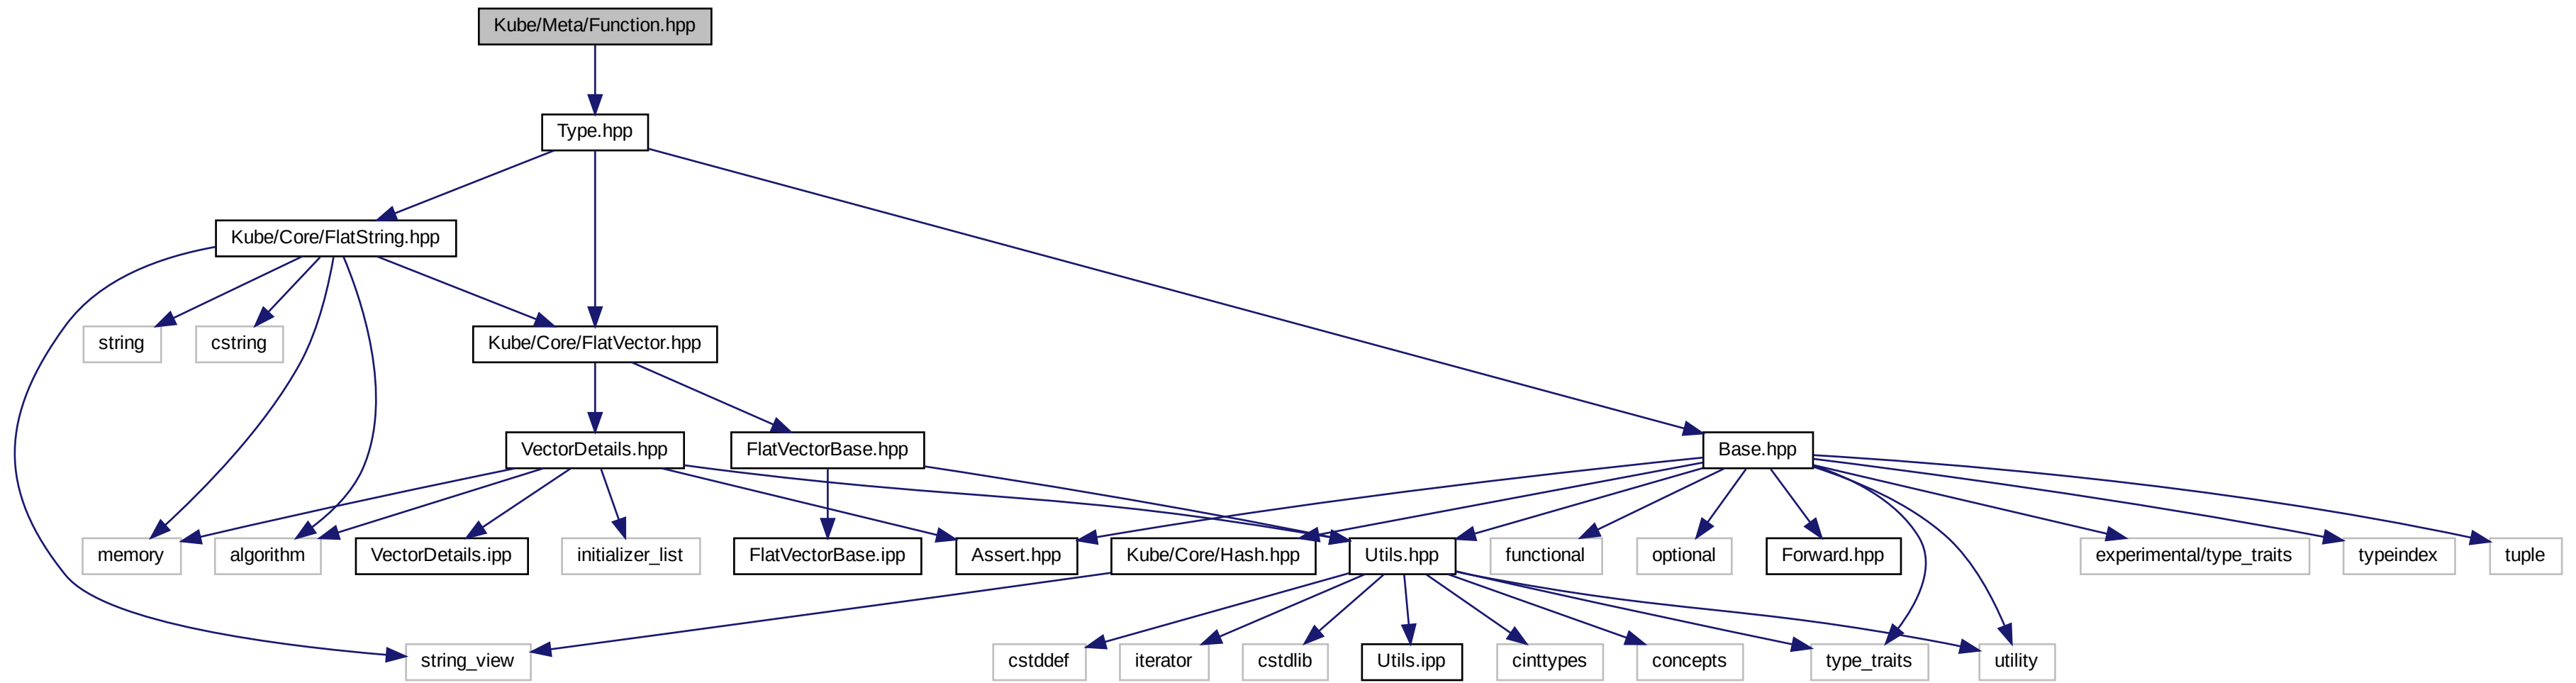 Kube/Meta/Function.hpp
Type.hpp
Kube/Core/FlatString.hpp
string
cstring
Kube/Core/FlatVector.hpp
VectorDetails.hpp
FlatVectorBase.hpp
Base.hpp
memory
algorithm
VectorDetails.ipp
initializer_list
FlatVectorBase.ipp
Assert.hpp
Kube/Core/Hash.hpp
Utils.hpp
functional
optional
Forward.hpp
experimental/type_traits
typeindex
tuple
string_view
cstddef
iterator
cstdlib
Utils.ipp
cinttypes
concepts
type_traits
utility